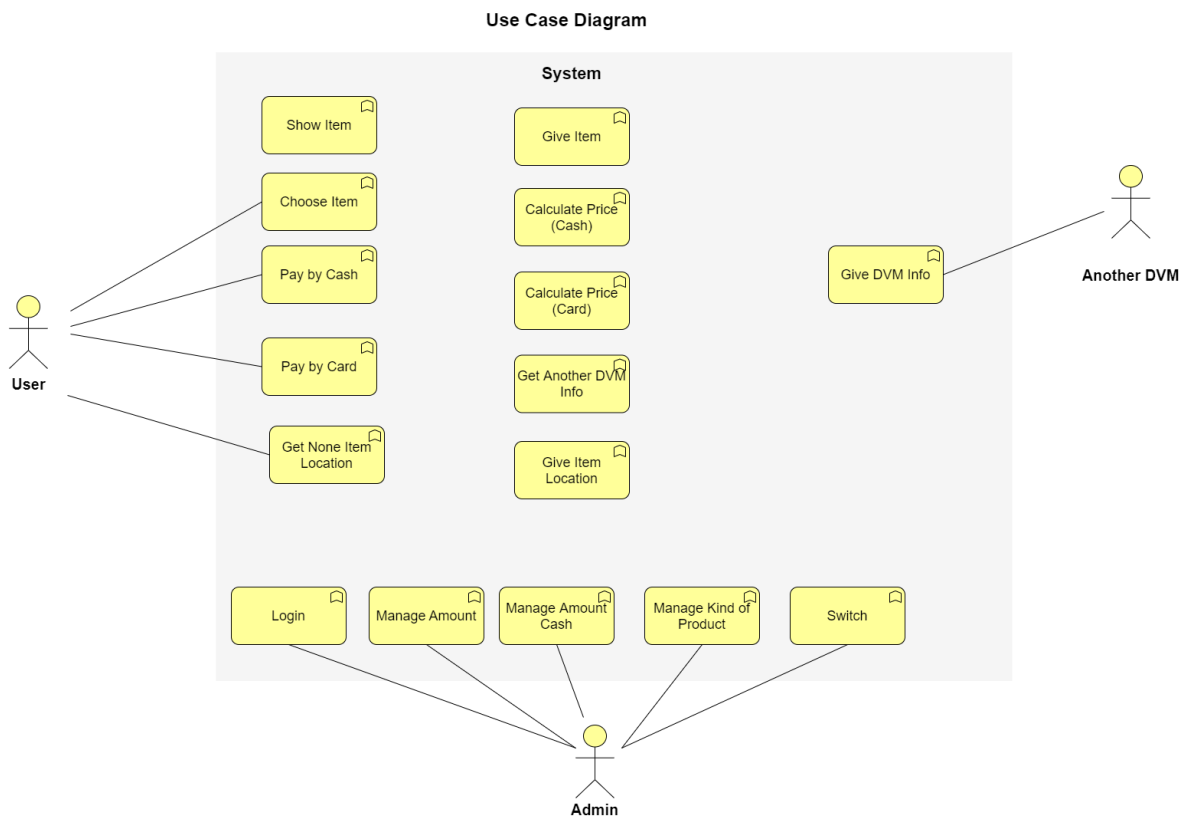 Use Case Diagram
System
Show Item
Choose Item
Pay by Cash
Pay by Card
Get None Item
Location
Give Item
Calculate Price
(Cash)
Calculate Price
(Card)
Get Another DVM
Info
Give Item
Location
Give DVM Info
Another DVM
User
Login
Manage Amount
Manage Amount
Cash
Manage Kind of
Product
Switch
Admin